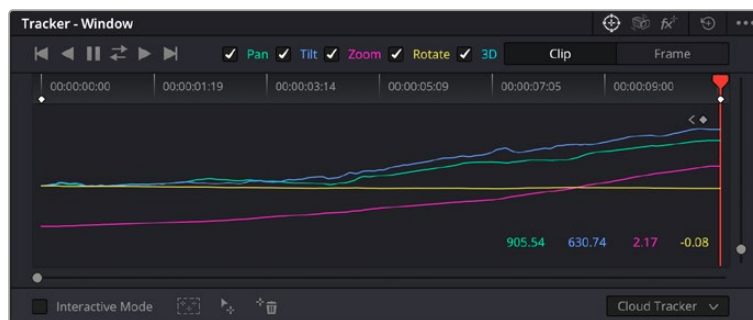 Tracker - Window
Pan Tilt Zoom Rotate 3D Clip Frame
00:00:00:00 00:00:01:19 00:00:03:14 00:00:05:09 00:00:07:05 00:00:09:00
905.54 630.74 2.17 -0.08
Interactive Mode Cloud Tracker